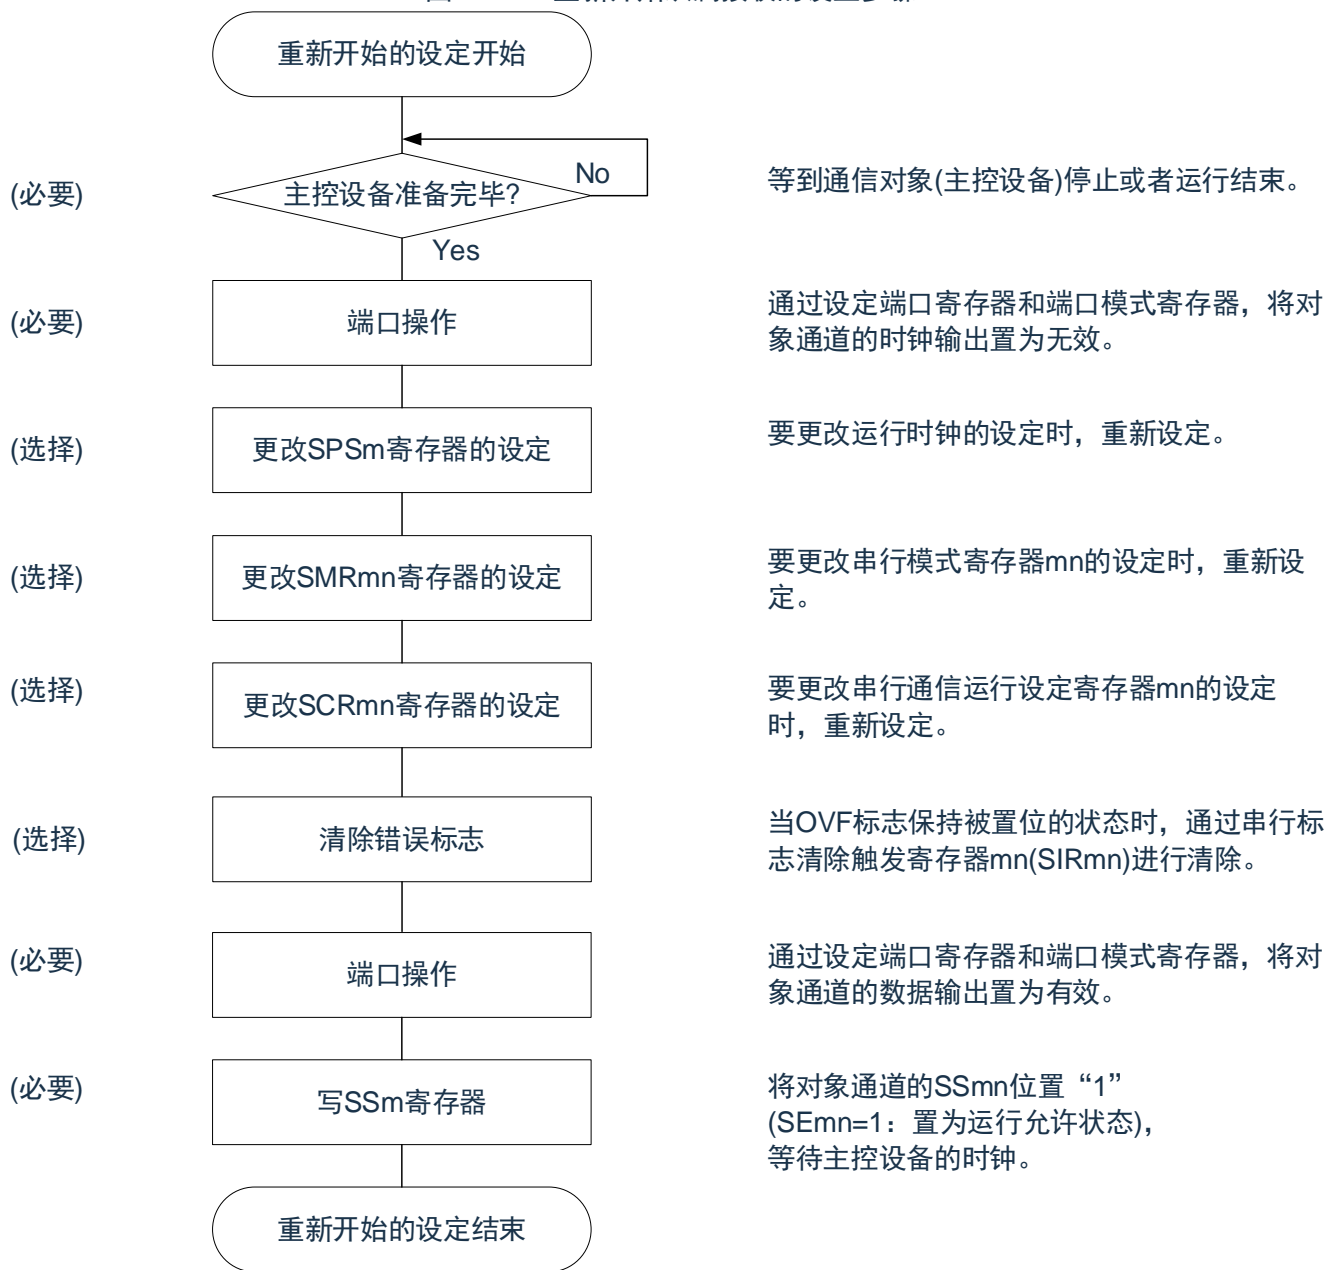 重新开始的设定开始
No
(必要)
主控设备准备完毕?
等到通信对象(主控设备)停止或者运行结束。
Yes
(必要)
端口操作
通过设定端口寄存器和端口模式寄存器，将对
象通道的时钟输出置为无效。
(选择)
更改SPSm寄存器的设定
要更改运行时钟的设定时，重新设定。
(选择)
更改SMRmn寄存器的设定
要更改串行模式寄存器mn的设定时，重新设
定。
(选择)
更改SCRmn寄存器的设定
要更改串行通信运行设定寄存器mn的设定
时，重新设定。
(选择)
清除错误标志
当OVF标志保持被置位的状态时，通过串行标
志清除触发寄存器mn(SIRmn)进行清除。
(必要)
端口操作
通过设定端口寄存器和端口模式寄存器，将对
象通道的数据输出置为有效。
(必要)
写SSm寄存器
将对象通道的SSmn位置“1”
(SEmn=1：置为运行允许状态)，
等待主控设备的时钟。
重新开始的设定结束